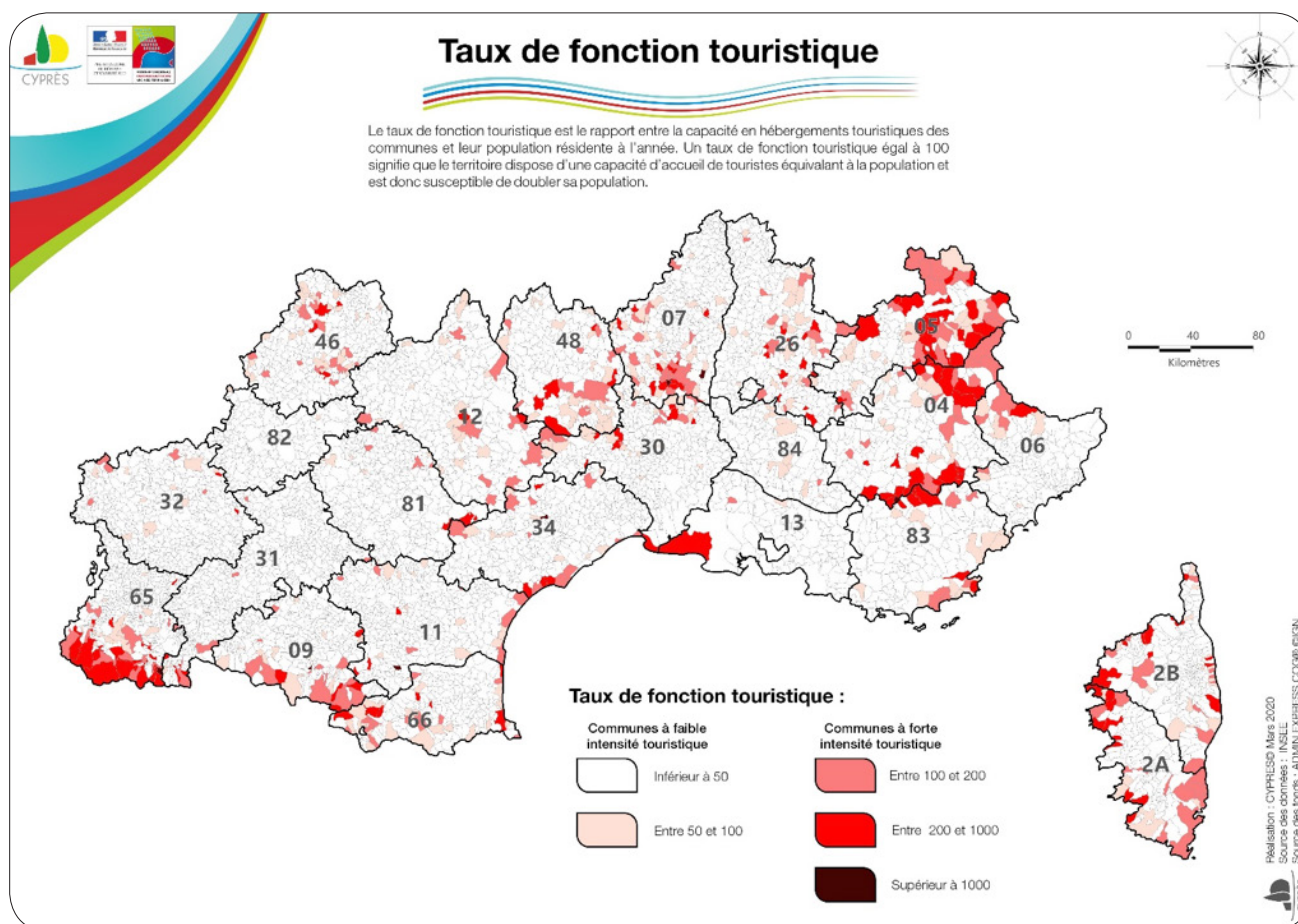 CYPRÈS
Taux de fonction touristique
Le taux de fonction touristique est le rapport entre la capacité en hébergements touristiques des
communes et leur population résidente à l'année. Un taux de fonction touristique égal à 100
signifie que le territoire dispose d'une capacité d'accueil de touristes équivalant à la population et
est donc susceptible de doubler sa population.
0 40 80
Kilomètres
07
05
46
48
26
04
12
82
30
84
06
32
81
34
13
83
31
65
11
09
66
2B
2A
Taux de fonction touristique :
Communes à faible
intensité touristique
Inférieur à 50
Entre 50 et 100
Communes à forte
intensité touristique
Entre 100 et 200
Entre 200 et 1000
Supérieur à 1000
Réalisation : CYPRES© Mars 2020
Source des données : INSEE
Source des fonds : ADMIN EXPRESS COG